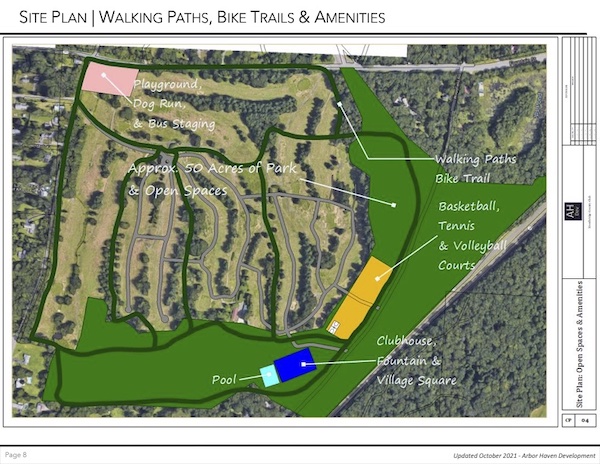 SITE PLAN | WALKING PATHS, BIKE TRAILS & AMENITIES
Playground,
Dog Run,
& Bus Staging
Approx. 50 Acres of Park
& Open Spaces
Walking Paths
Bike Trail
Basketball,
Tennis
& Volleyball
Courts
Clubhouse,
Fountain &
Village Square
Pool
AH
Site Plan: Open Spaces & Amenities
CP 04
Page 8
Updated October 2021 - Arbor Haven Development